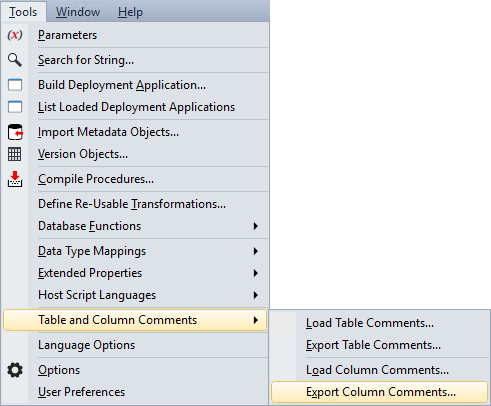 Tools Window Help
(x) Parameters
Search for String...
Build Deployment Application...
List Loaded Deployment Applications
Import Metadata Objects...
Version Objects...
Compile Procedures...
Define Re-Usable Transformations...
Database Functions
Data Type Mappings
Extended Properties
Host Script Languages
Table and Column Comments
Load Table Comments...
Export Table Comments...
Load Column Comments...
Export Column Comments...
Language Options
Options
User Preferences